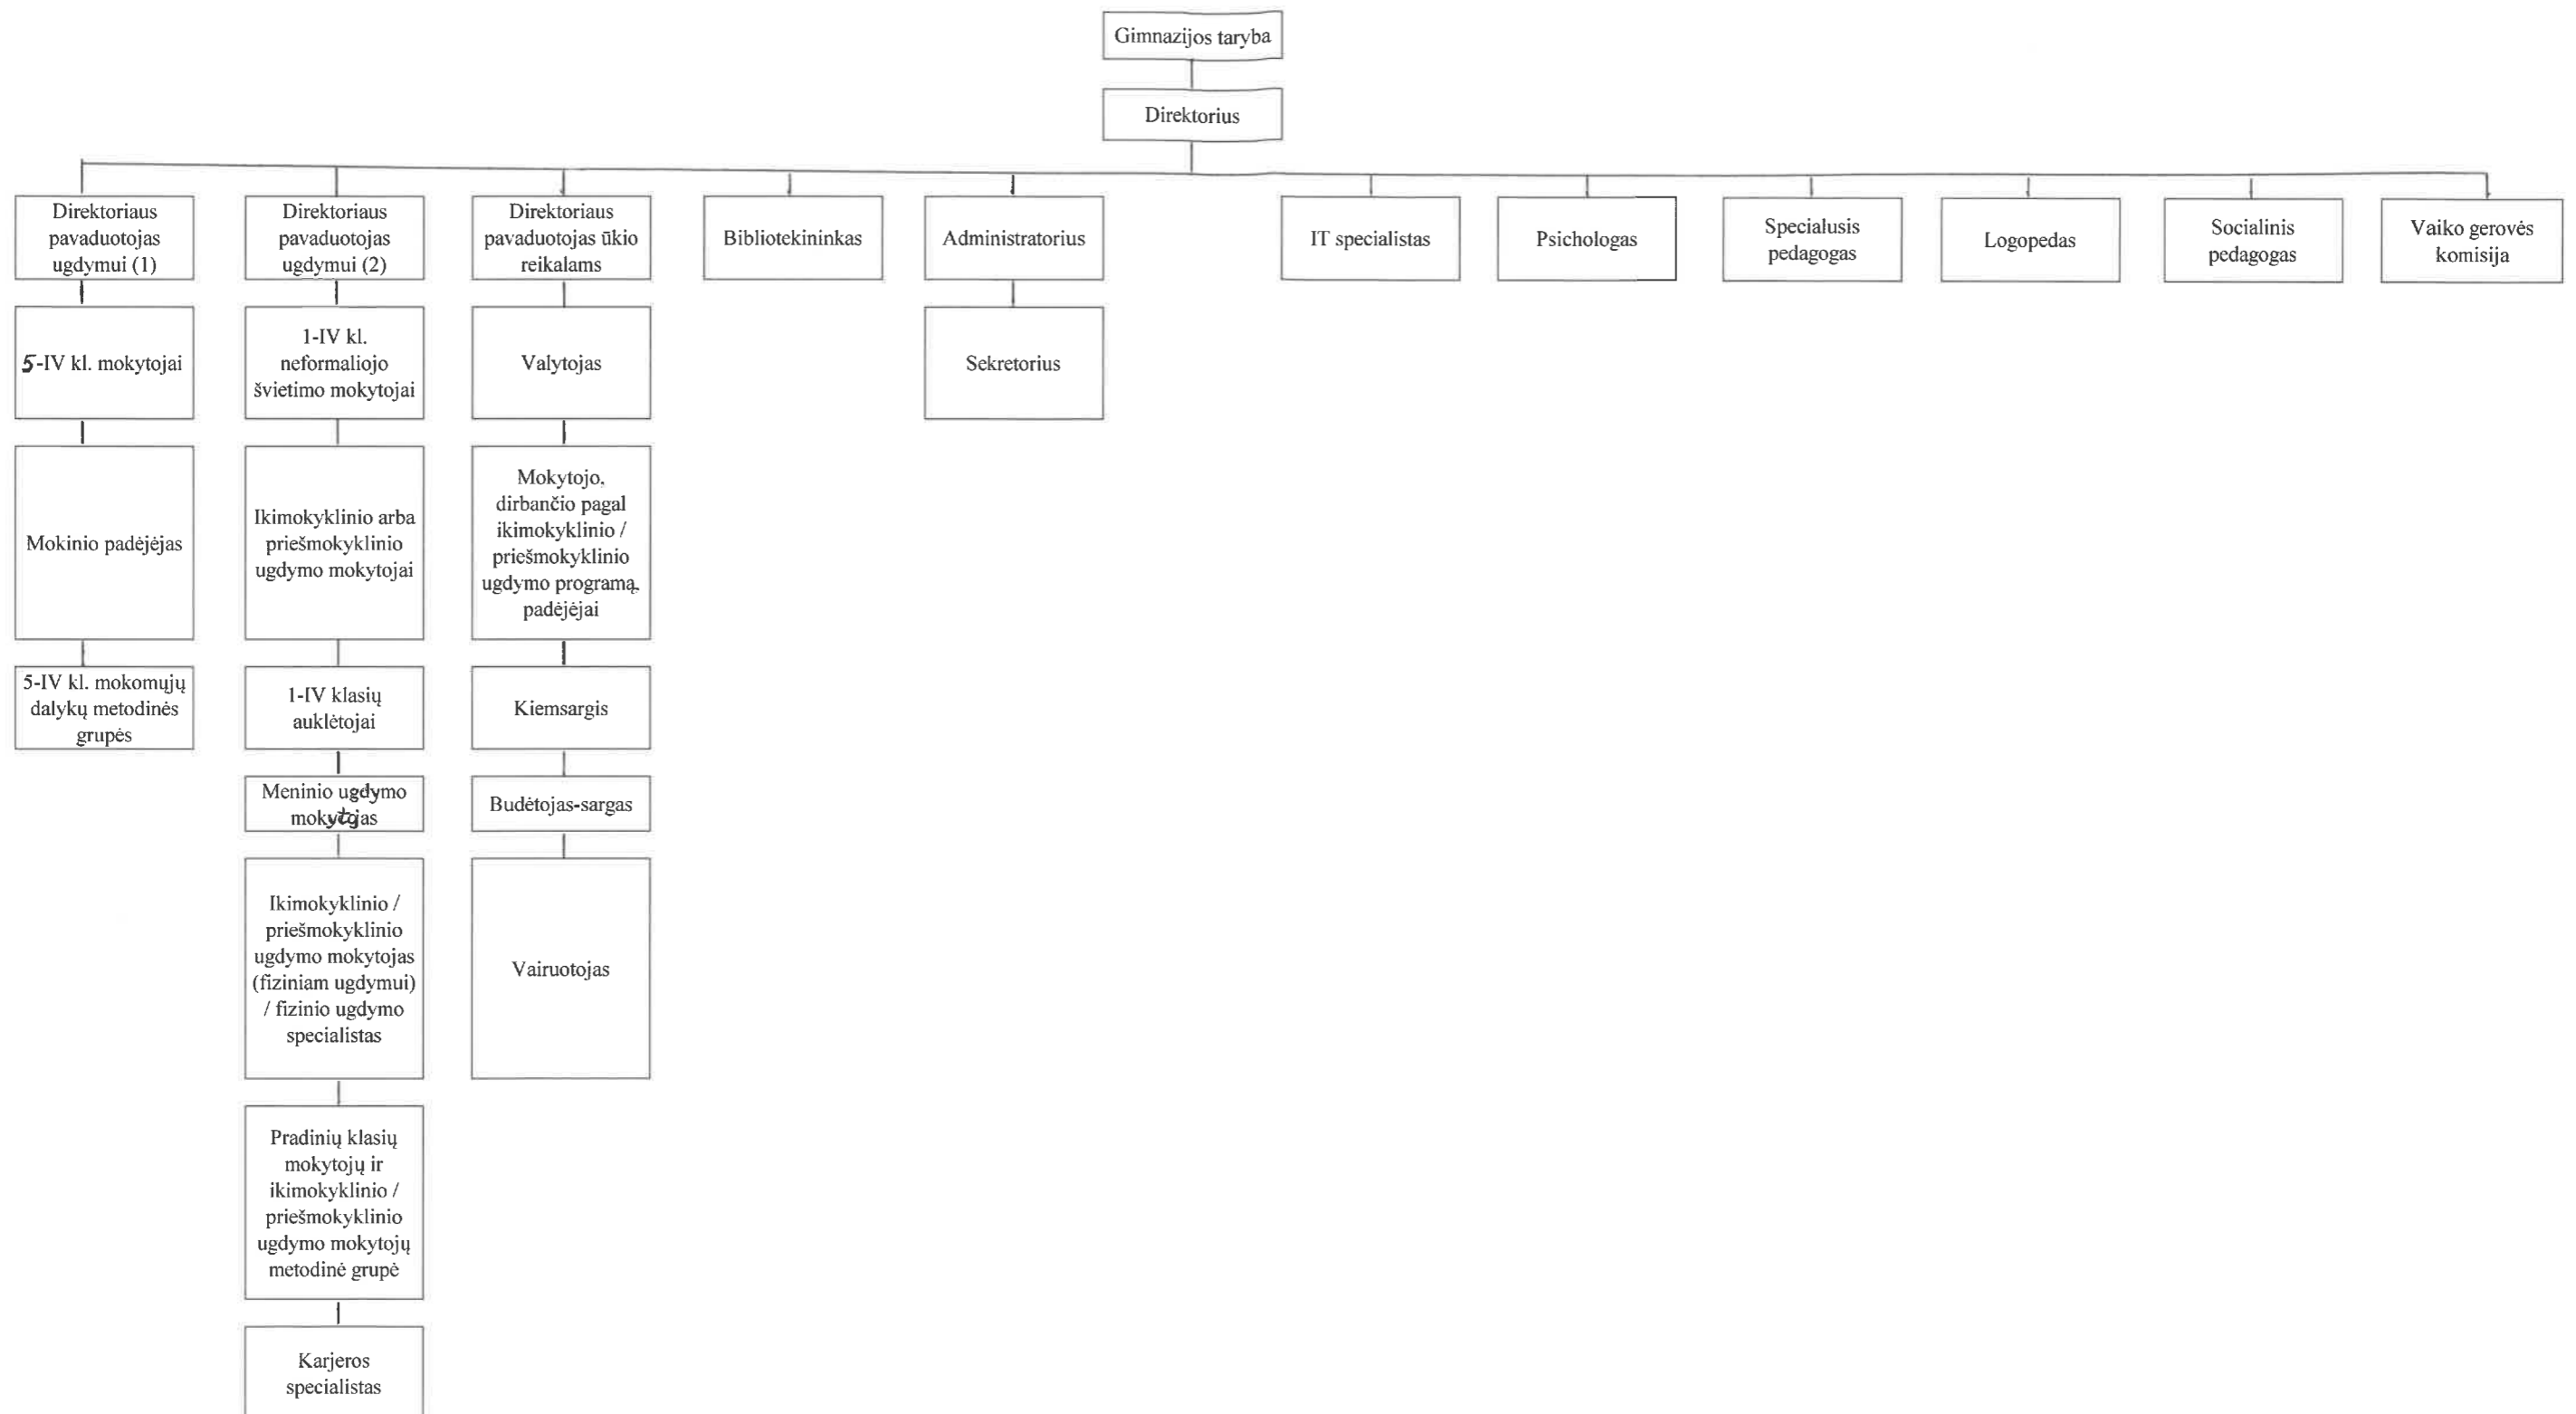 Gimnazijos taryba
Direktorius
Direktoriaus
pavaduotojas
ugdymui (1)
Direktoriaus
pavaduotojas
ugdymui (2)
Direktoriaus
pavaduotojas ūkio
reikalams
Bibliotekininkas
Administratorius
IT specialistas
Psichologas
Specialusis
pedagogas
Logopedas
Socialinis
pedagogas
Vaiko gerovės
komisija
5-IV kl. mokytojai
1-IV kl.
neformaliojo
švietimo mokytojai
Valytojas
Sekretorius
Mokinio padėjėjas
Ikimokyklinio arba
priešmokyklinio
ugdymo mokytojai
Mokytojo,
dirbančio pagal
ikimokyklinio /
priešmokyklinio
ugdymo programą,
padėjėjai
5-IV kl. mokomųjų
dalykų metodinės
grupės
1-IV klasių
auklėtojai
Kiemsargis
Meninio ugdymo
mokytojas
Budėtojas-sargas
Ikimokyklinio /
priešmokyklinio
ugdymo mokytojas
(fiziniam ugdymui)
/ fizinio ugdymo
specialistas
Vairuotojas
Pradinių klasių
mokytojų ir
ikimokyklinio /
priešmokyklinio
ugdymo mokytojų
metodinė grupė
Karjeros
specialistas